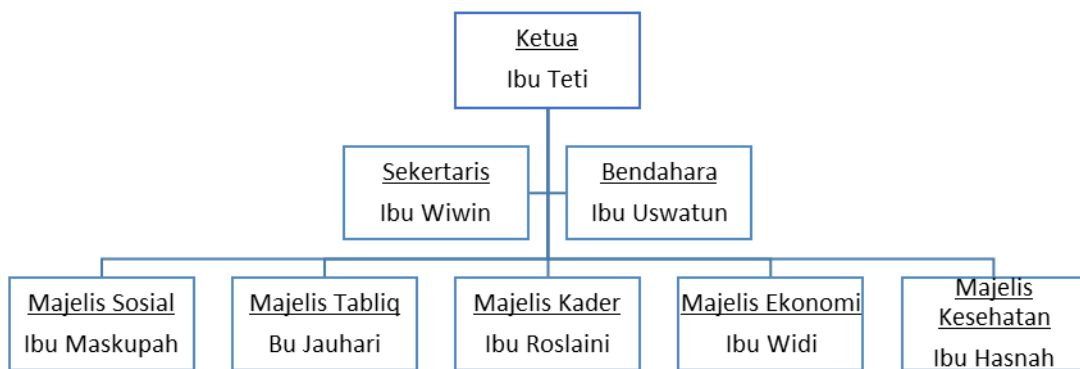 Ketua
Ibu Teti
Sekertaris
Ibu Wiwin
Bendahara
Ibu Uswatun
Majelis Sosial
Ibu Maskupah
Majelis Tabliq
Bu Jauhari
Majelis Kader
Ibu Roslaini
Majelis Ekonomi
Ibu Widi
Majelis
Kesehatan
Ibu Hasnah